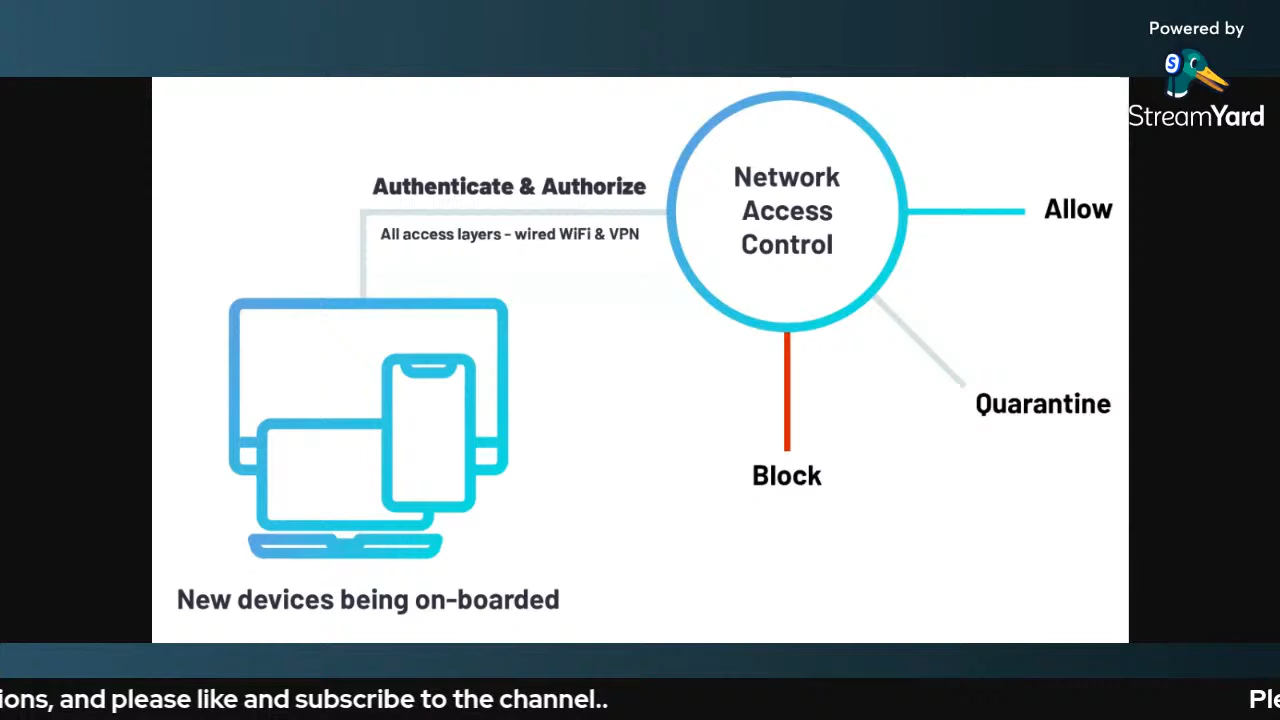 Powered by
StreamYard
Network
Access
Control
Authenticate & Authorize
All access layers - wired WiFi & VPN
Allow
Quarantine
Block
New devices being on-boarded
ions, and please like and subscribe to the channel.. Ple